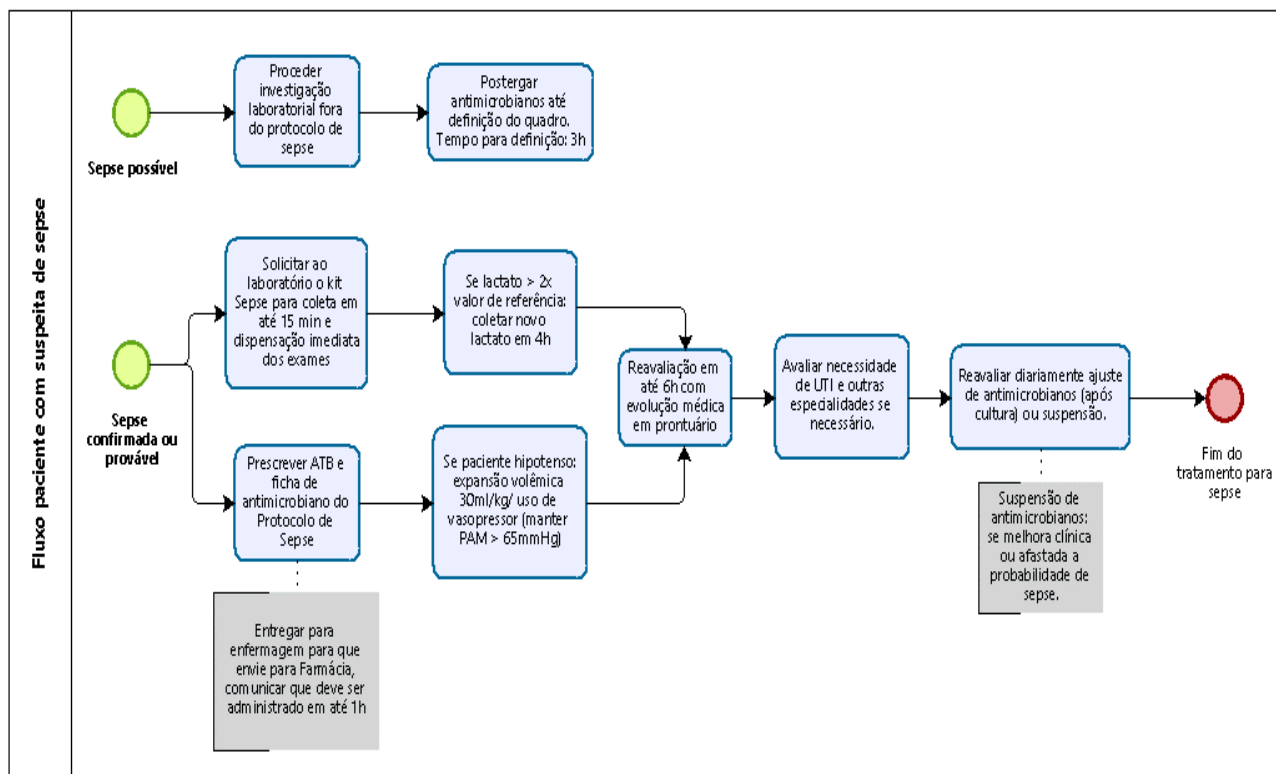 Fluxo paciente com suspeita de sepse
Sepse possível
Proceder
investigação
laboratorial fora
do protocolo de
sepse
Postergar
antimicrobianos até
definição do quadro.
Tempo para definição: 3h
Sepse
confirmada ou
provável
Solicitar ao
laboratório o kit
Sepse para coleta em
até 15 min e
dispensação imediata
dos exames
Se lactato > 2x
valor de referência:
coletar novo
lactato em 4h
Prescrever ATB e
ficha de
antimicrobiano do
Protocolo de
Sepse
Se paciente hipotenso:
expansão volêmica
30ml/kg/ uso de
vasopressor (manter
PAM > 65mmHg)
Entregar para
enfermagem para que
envie para Farmácia,
comunicar que deve ser
administrado em até 1h
Reavaliação em
até 6h com
evolução médica
em prontuário
Avaliar necessidade
de UTI e outras
especialidades se
necessário.
Reavaliar diariamente ajuste
de antimicrobianos (após
cultura) ou suspensão.
Suspensão de
antimicrobianos:
se melhora clínica
ou afastada a
probabilidade de
sepse.
Fim do
tratamento para
sepse